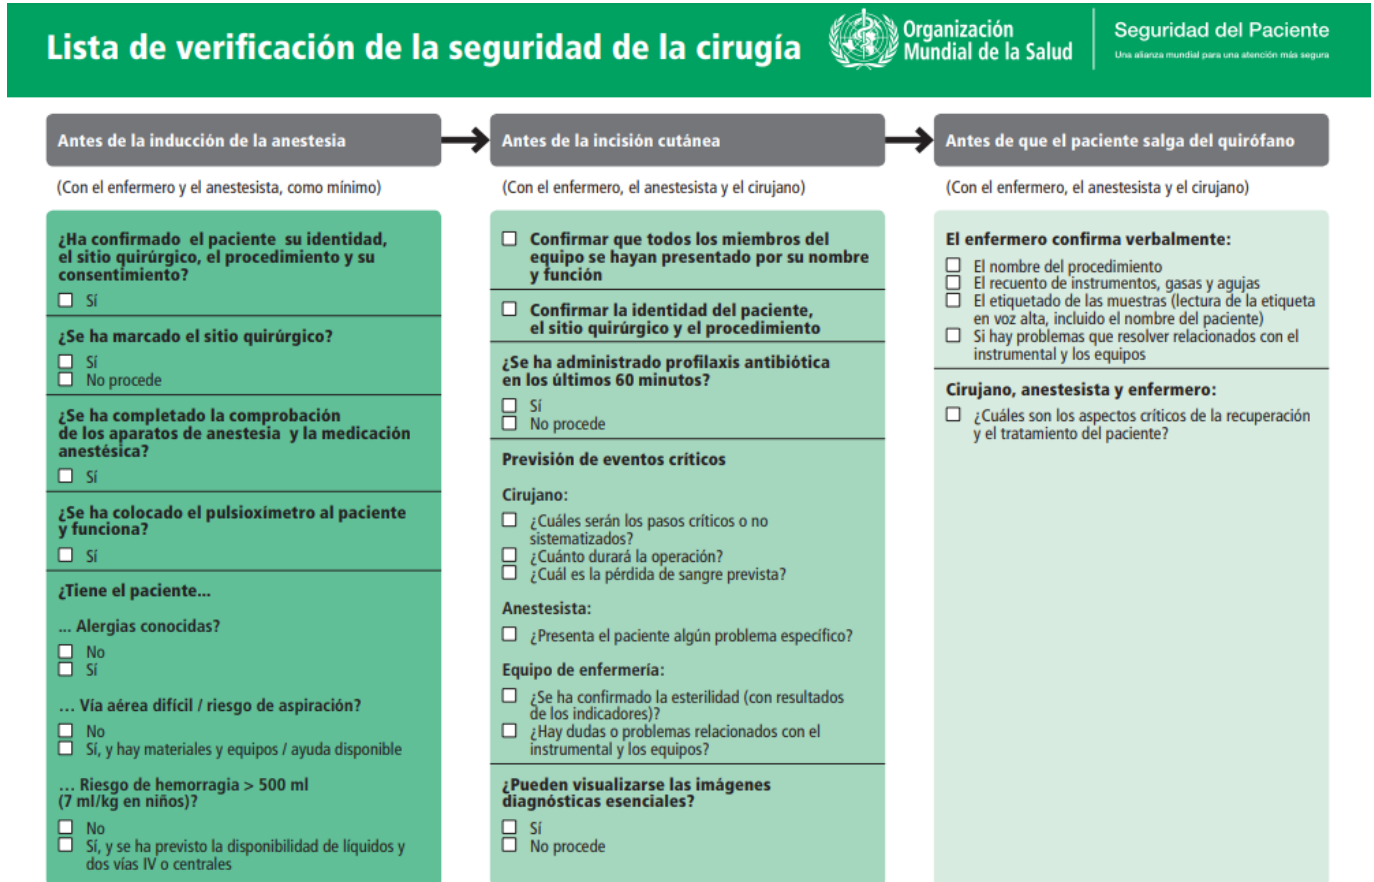 Lista de verificación de la seguridad de la cirugía
Organización
Mundial de la Salud
Seguridad del Paciente
Una alianza mundial para una atención más segura
Antes de la inducción de la anestesia
(Con el enfermero y el anestesista, como mínimo)
¿Ha confirmado el paciente su identidad,
el sitio quirúrgico, el procedimiento y su
consentimiento?
Sí
¿Se ha marcado el sitio quirúrgico?
Sí
No procede
¿Se ha completado la comprobación
de los aparatos de anestesia y la medicación
anestésica?
Sí
¿Se ha colocado el pulsioxímetro al paciente
y funciona?
Sí
¿Tiene el paciente...
... Alergias conocidas?
No
Sí
... Vía aérea difícil / riesgo de aspiración?
No
Sí, y hay materiales y equipos / ayuda disponible
... Riesgo de hemorragia > 500 ml
(7 ml/kg en niños)?
No
Sí, y se ha previsto la disponibilidad de líquidos y
dos vías IV o centrales
Antes de la incisión cutánea
(Con el enfermero, el anestesista y el cirujano)
Confirmar que todos los miembros del
equipo se hayan presentado por su nombre
y función
Confirmar la identidad del paciente,
el sitio quirúrgico y el procedimiento
¿Se ha administrado profilaxis antibiótica
en los últimos 60 minutos?
Sí
No procede
Previsión de eventos críticos
Cirujano:
¿Cuáles serán los pasos críticos o no
sistematizados?
¿Cuánto durará la operación?
¿Cuál es la pérdida de sangre prevista?
Anestesista:
¿Presenta el paciente algún problema específico?
Equipo de enfermería:
¿Se ha confirmado la esterilidad (con resultados
de los indicadores)?
¿Hay dudas o problemas relacionados con el
instrumental y los equipos?
¿Pueden visualizarse las imágenes
diagnósticas esenciales?
Sí
No procede
Antes de que el paciente salga del quirófano
(Con el enfermero, el anestesista y el cirujano)
El enfermero confirma verbalmente:
El nombre del procedimiento
El recuento de instrumentos, gasas y agujas
El etiquetado de las muestras (lectura de la etiqueta
en voz alta, incluido el nombre del paciente)
Si hay problemas que resolver relacionados con el
instrumental y los equipos
Cirujano, anestesista y enfermero:
¿Cuáles son los aspectos críticos de la recuperación
y el tratamiento del paciente?